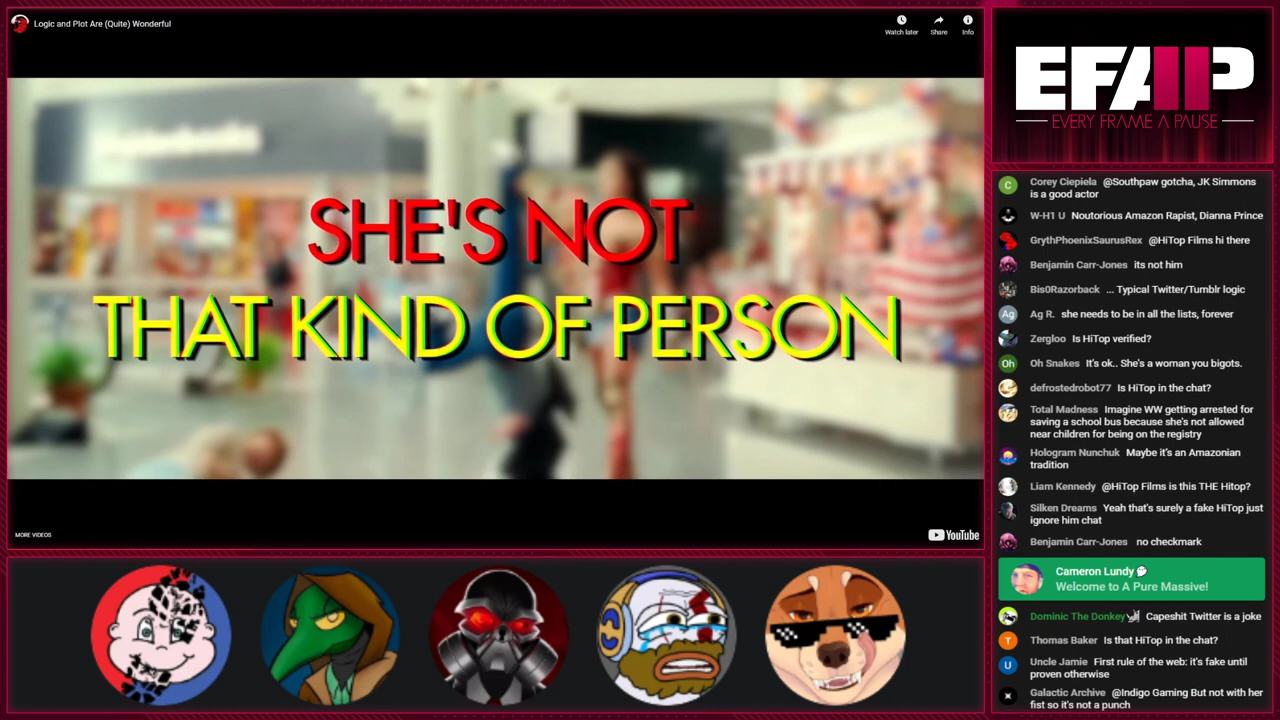 Logic and Plot Are (Quite) Wonderful
Watch later
Share
Info
SHE'S NOT
THAT KIND OF PERSON
MORE VIDEOS
YouTube
EFAP
EVERY FRAME A PAUSE
C
Corey Ciepiela @Southpaw gotcha, JK Simmons
is a good actor
W-H1 U Noutorious Amazon Rapist, Dianna Prince
GrythPhoenixSaurusRex @HiTop Films hi there
Benjamin Carr-Jones its not him
Bis0Razorback ... Typical Twitter/Tumblr logic
Ag
Ag R. she needs to be in all the lists, forever
Zergloo Is HiTop verified?
Oh
Oh Snakes It's ok.. She's a woman you bigots.
defrostedrobot77 Is HiTop in the chat?
Total Madness Imagine WW getting arrested for
saving a school bus because she's not allowed
near children for being on the registry
Hologram Nunchuk Maybe it's an Amazonian
tradition
Liam Kennedy @HiTop Films is this THE Hitop?
Silken Dreams Yeah that's surely a fake HiTop just
ignore him chat
Benjamin Carr-Jones no checkmark
Cameron Lundy
Welcome to A Pure Massive!
Dominic The Donkey Capeshit Twitter is a joke
T
Thomas Baker Is that HiTop in the chat?
U
Uncle Jamie First rule of the web: it's fake until
proven otherwise
Galactic Archive @Indigo Gaming But not with her
fist so it's not a punch